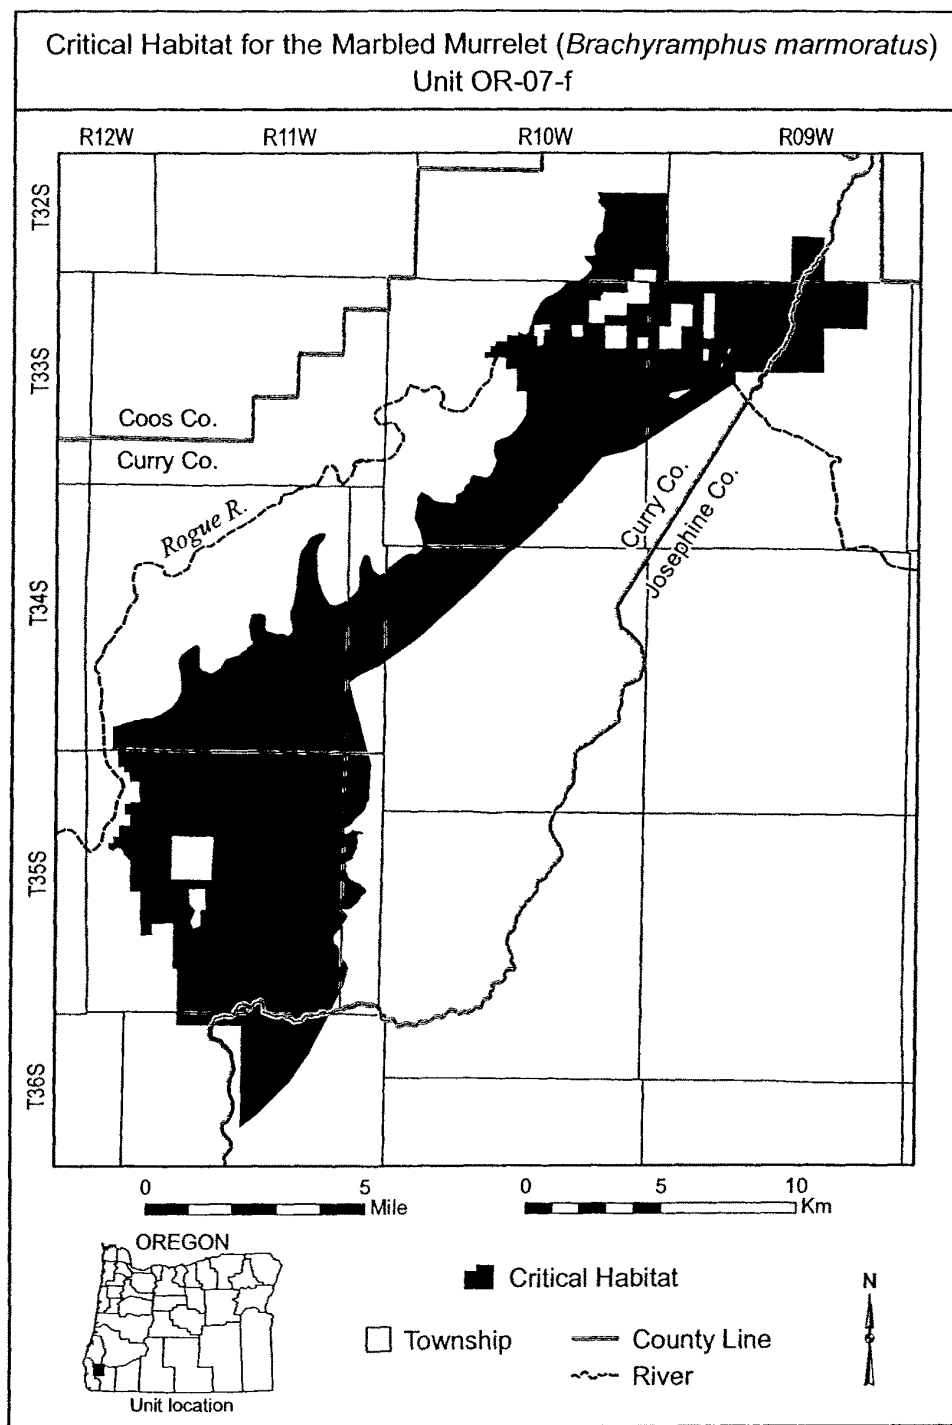 Critical Habitat for the Marbled Murrelet (Brachyramphus marmoratus)
Unit OR-07-f
R12W R11W R10W R09W
T32S
T33S
Coos Co.
Curry Co.
Rogue R.
Curry Co.
Josephine Co.
T34S
T35S
T36S
0 5 Mile
0 5 10 Km
OREGON
Unit location
Critical Habitat
Township
County Line
River
N